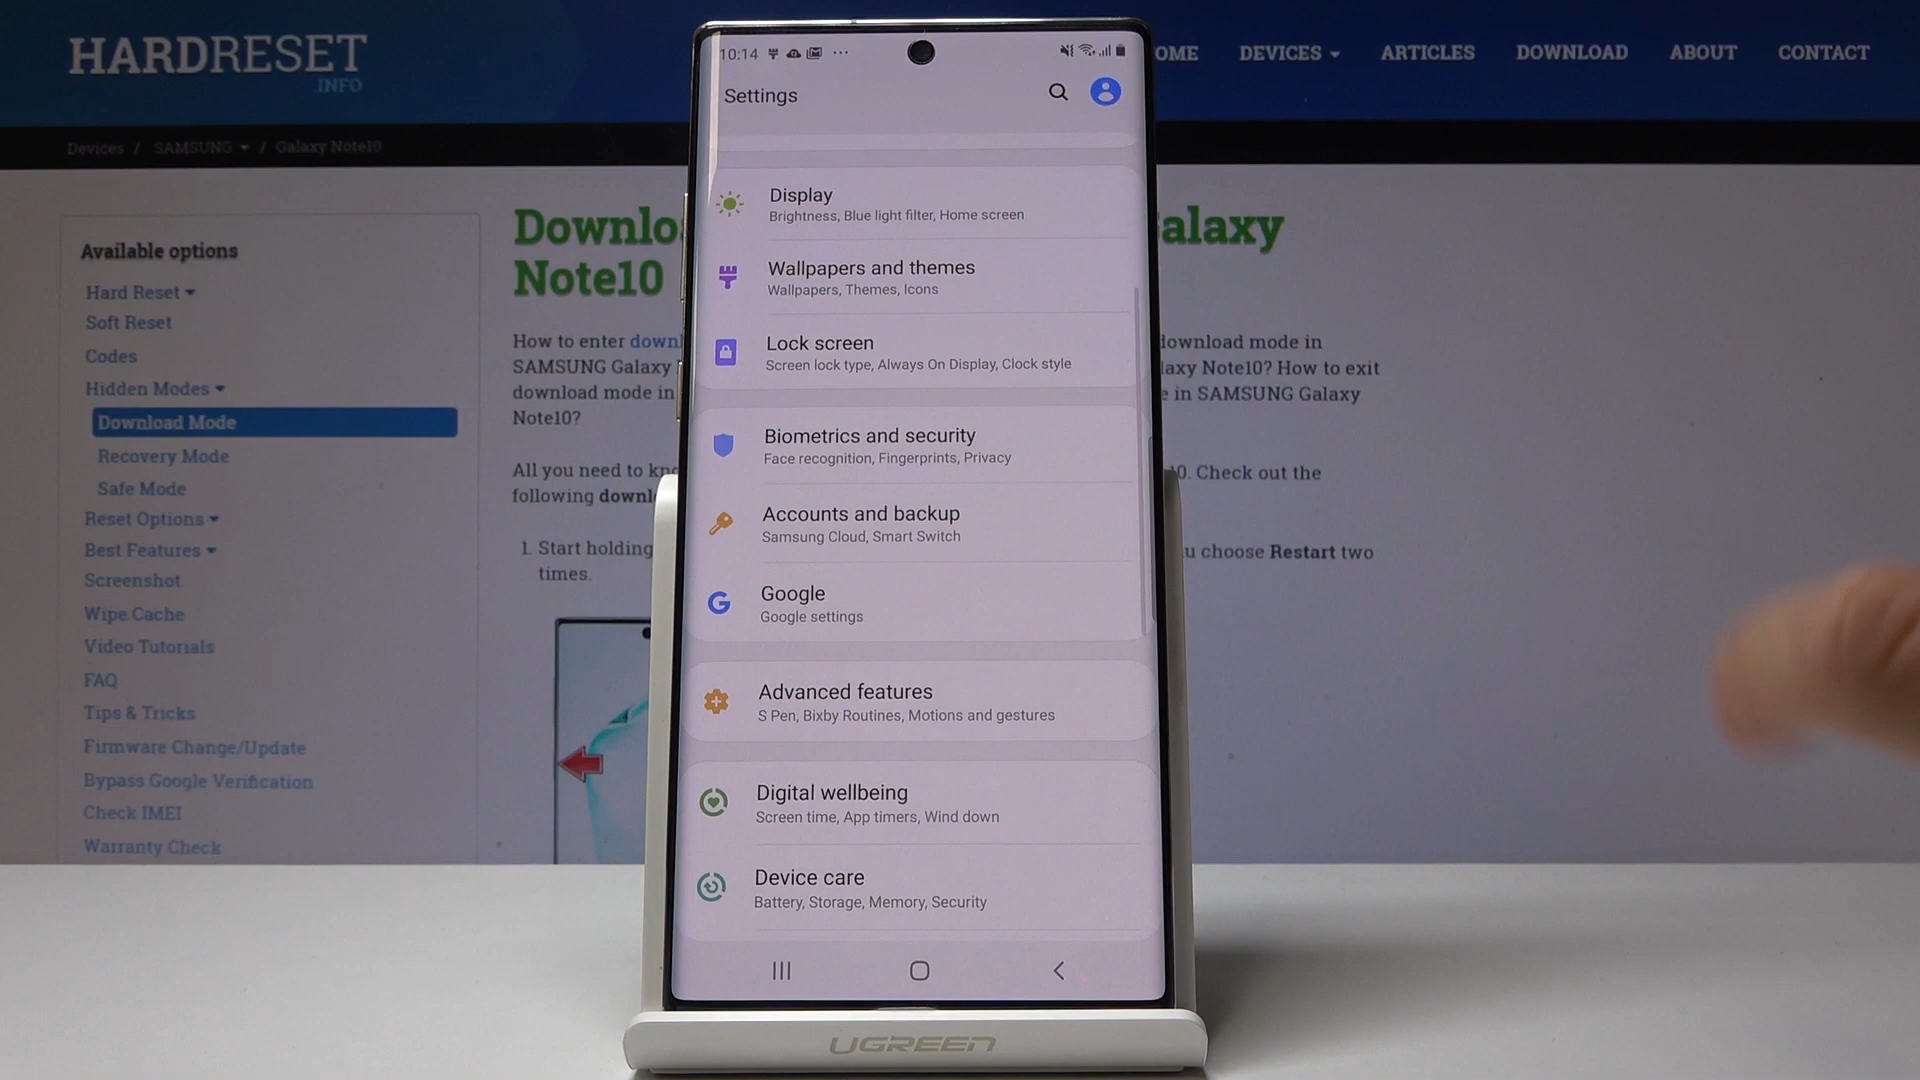 HARDRESET
.INFO
OME DEVICES ARTICLES DOWNLOAD ABOUT CONTACT
Devices / SAMSUNG / Galaxy Note10
Available options
Hard Reset
Soft Reset
Codes
Hidden Modes
Download Mode
Recovery Mode
Safe Mode
Reset Options
Best Features
Screenshot
Wipe Cache
Video Tutorials
FAQ
Tips & Tricks
Firmware Change/Update
Bypass Google Verification
Check IMEI
Warranty Check
Downlo alaxy
Note10
How to enter downl download mode in
SAMSUNG Galaxy laxy Note10? How to exit
download mode in e in SAMSUNG Galaxy
Note10?
All you need to kn 10. Check out the
following downl
1. Start holding u choose Restart two
times.
10:14
Settings
Display
Brightness, Blue light filter, Home screen
Wallpapers and themes
Wallpapers, Themes, Icons
Lock screen
Screen lock type, Always On Display, Clock style
Biometrics and security
Face recognition, Fingerprints, Privacy
Accounts and backup
Samsung Cloud, Smart Switch
Google
Google settings
Advanced features
S Pen, Bixby Routines, Motions and gestures
Digital wellbeing
Screen time, App timers, Wind down
Device care
Battery, Storage, Memory, Security
UGREEN